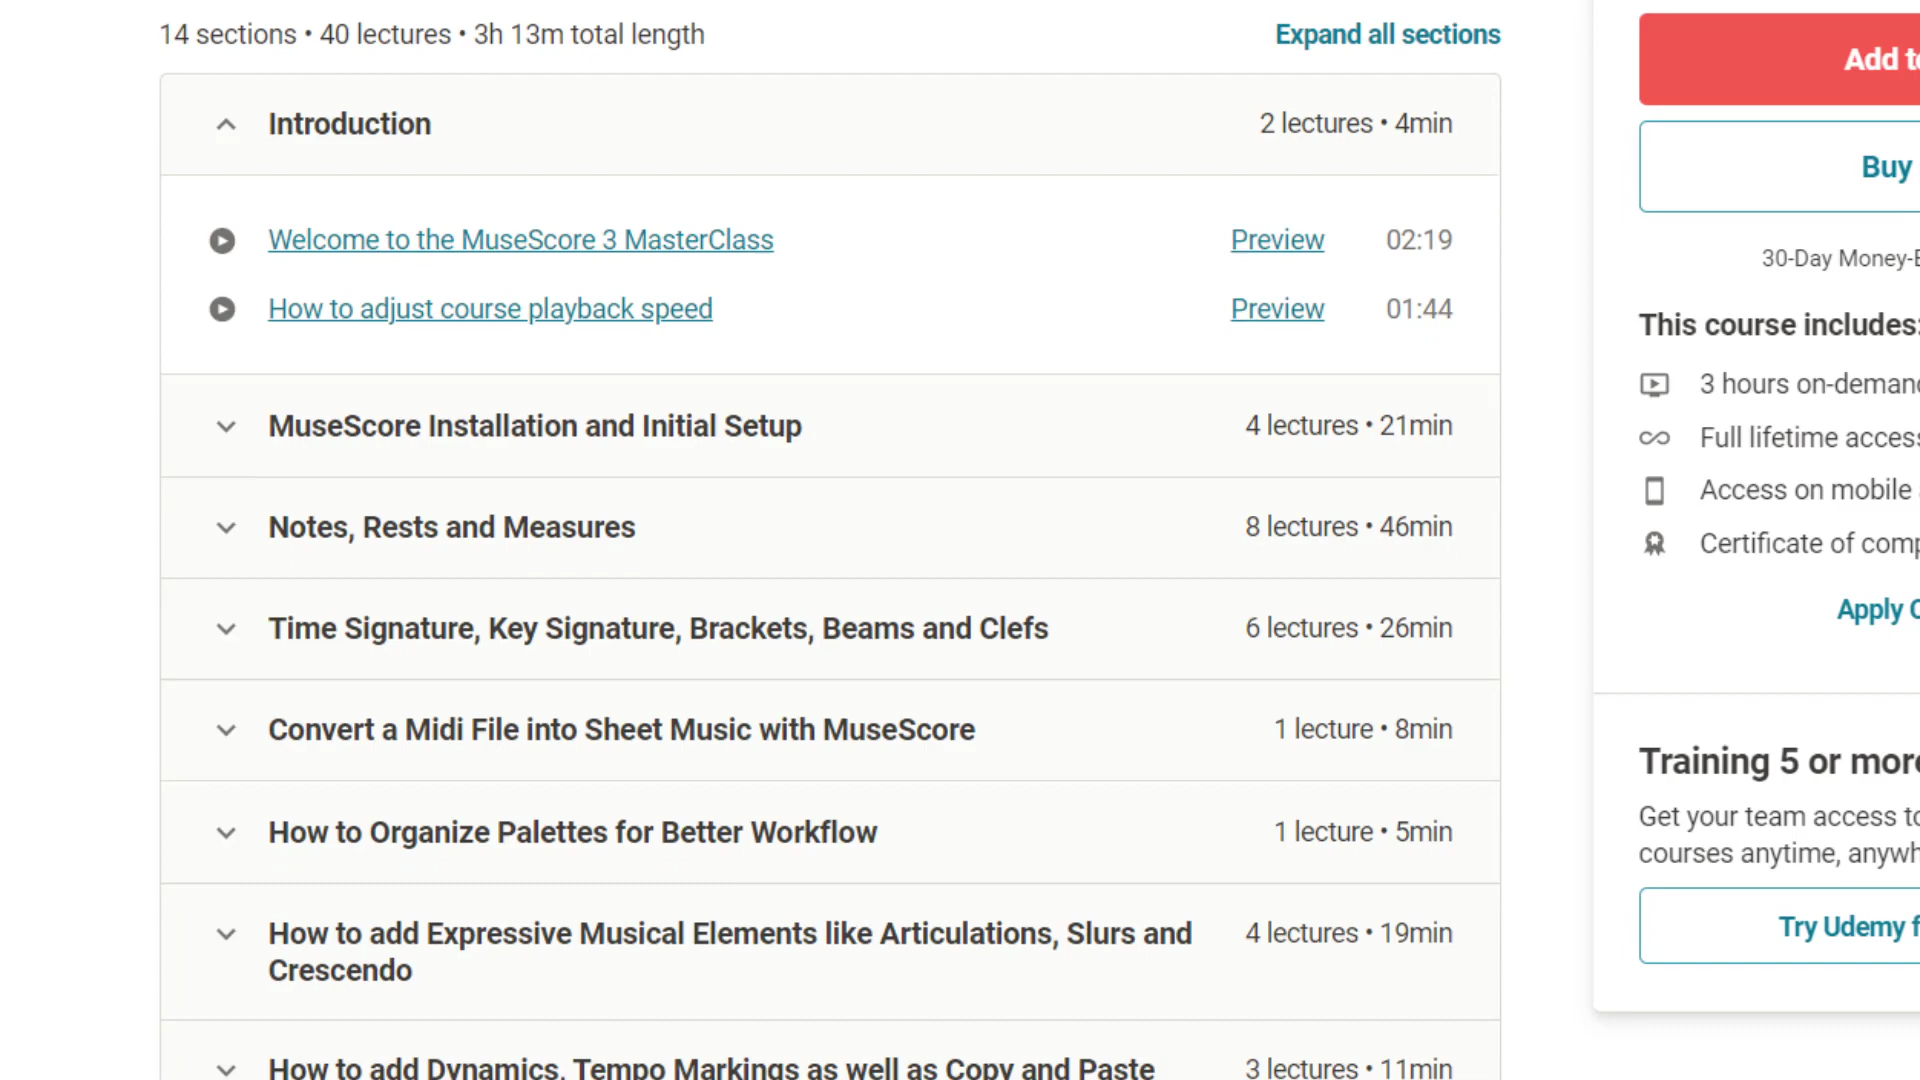 14 sections • 40 lectures • 3h 13m total length
Expand all sections
Introduction
2 lectures • 4min
Welcome to the MuseScore 3 MasterClass
Preview
02:19
How to adjust course playback speed
Preview
01:44
MuseScore Installation and Initial Setup
4 lectures • 21min
Notes, Rests and Measures
8 lectures • 46min
Time Signature, Key Signature, Brackets, Beams and Clefs
6 lectures • 26min
Convert a Midi File into Sheet Music with MuseScore
1 lecture • 8min
How to Organize Palettes for Better Workflow
1 lecture • 5min
How to add Expressive Musical Elements like Articulations, Slurs and
Crescendo
4 lectures • 19min
How to add Dynamics, Tempo Markings as well as Copy and Paste
3 lectures • 11min
Add
Buy
30-Day Money-
This course includes:
3 hours on-deman
Full lifetime access
Access on mobile
Certificate of comp
Apply
Training 5 or more
Get your team access to
courses anytime, anywh
Try Udemy f